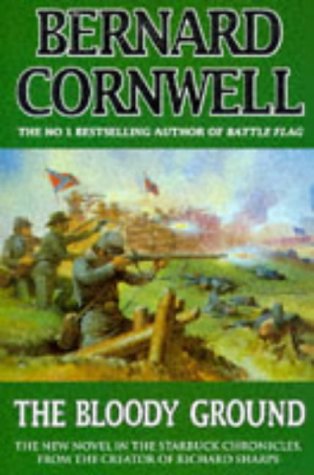 BERNARD
CORNWELL
THE NO 1 BESTSELLING AUTHOR OF BATTLE FLAG
THE BLOODY GROUND
THE NEW NOVEL IN THE STARBUCK CHRONICLES,
FROM THE CREATOR OF RICHARD SHARPE